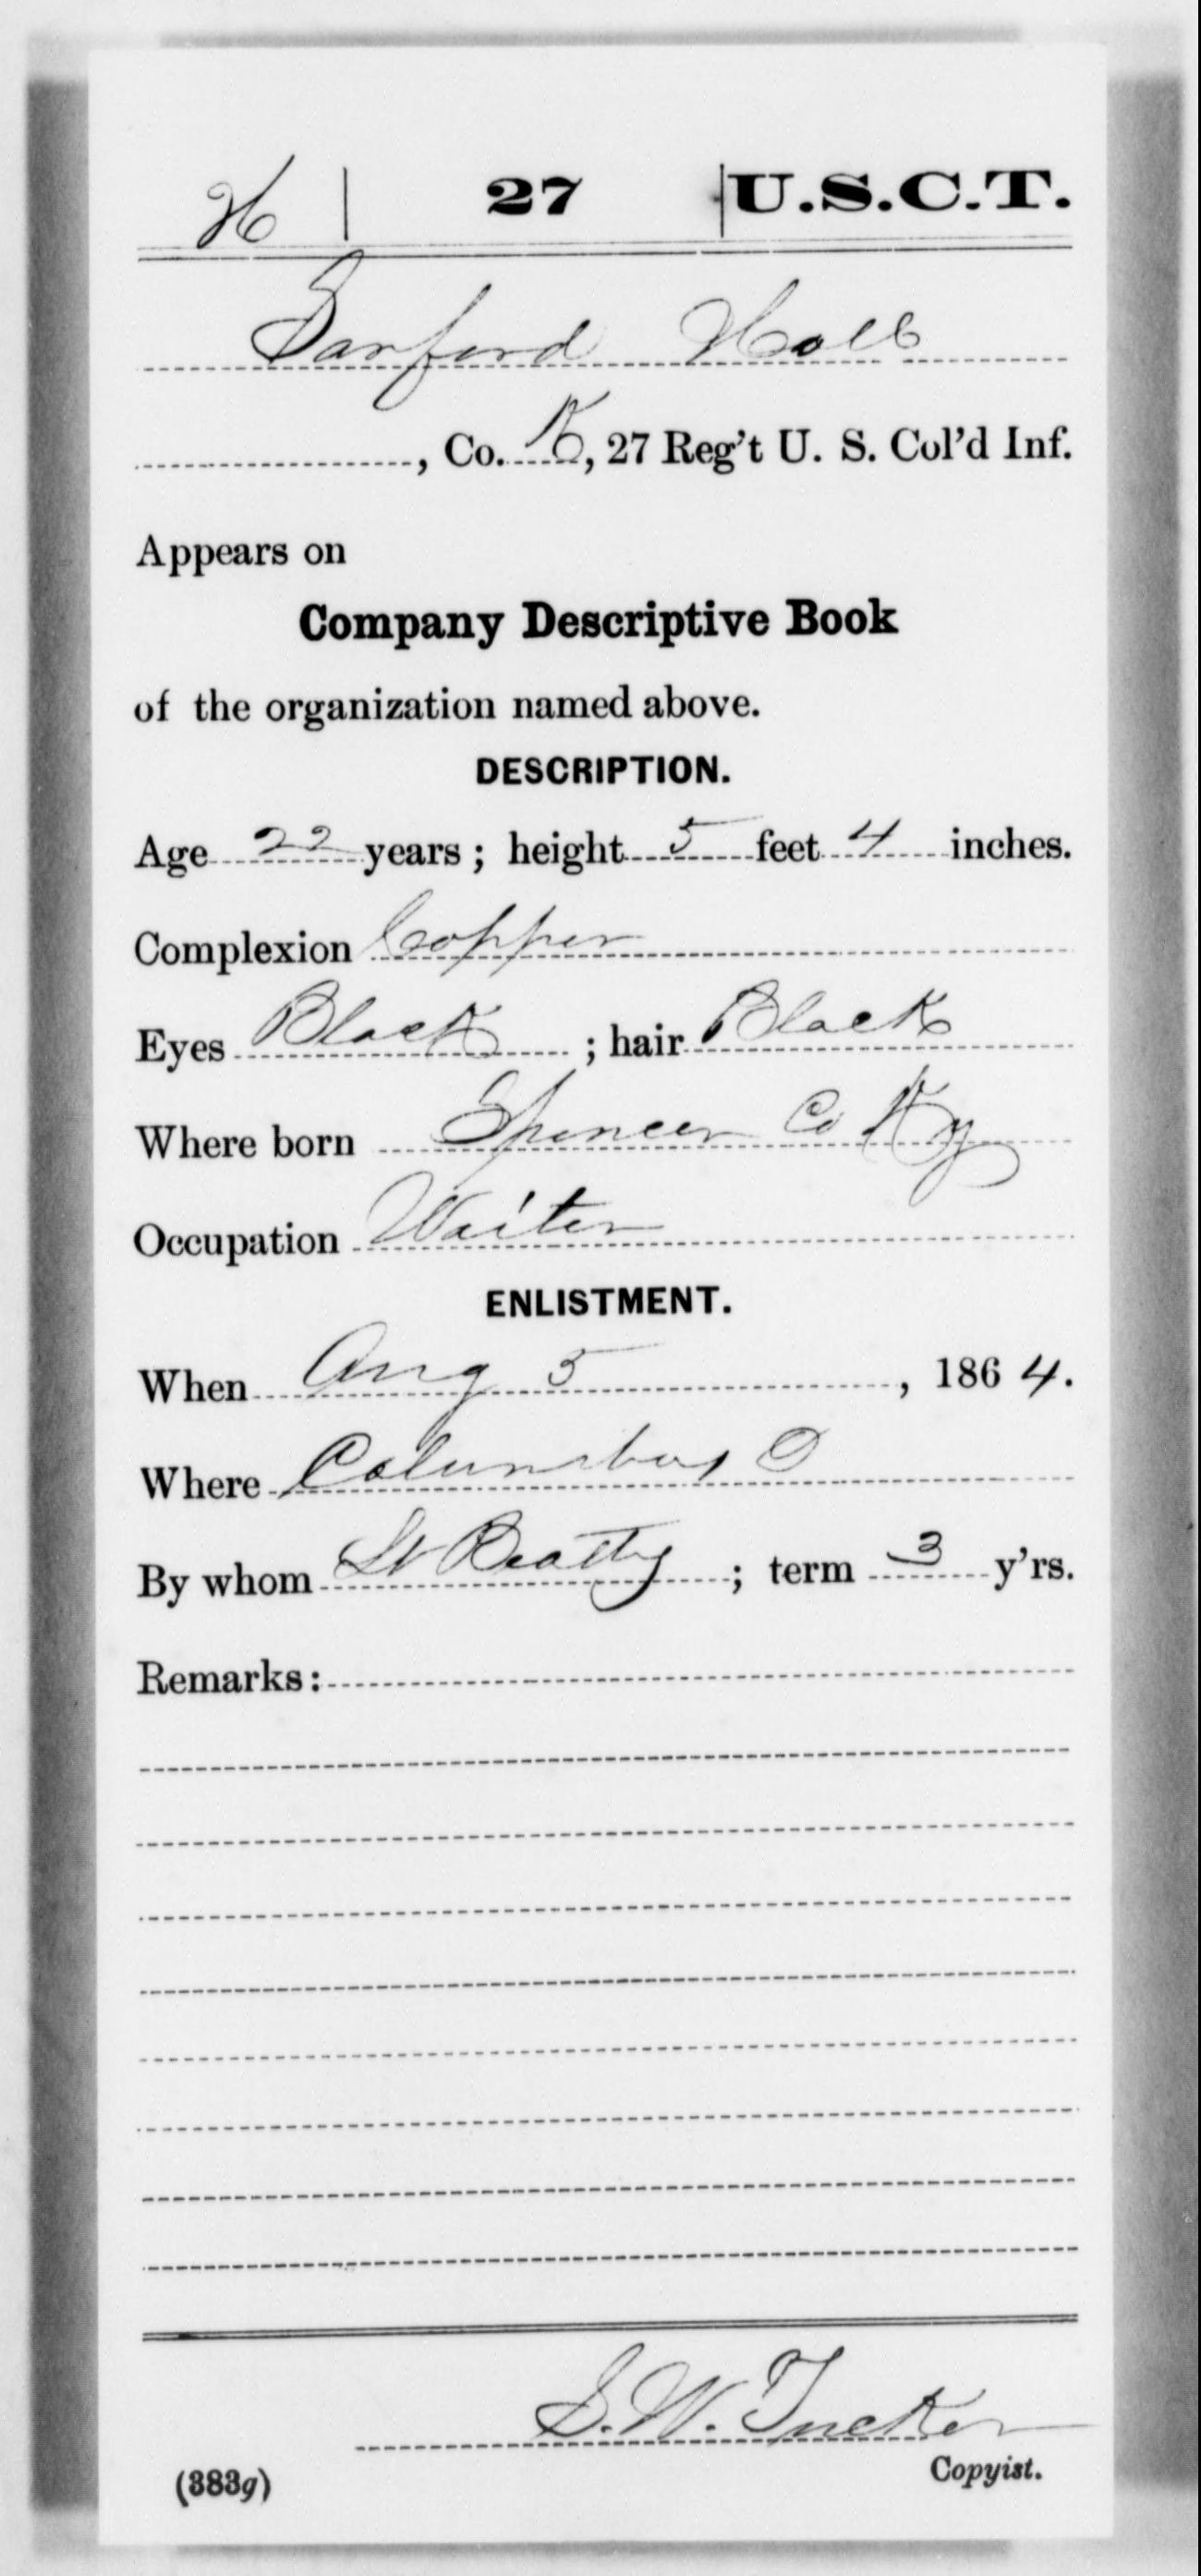 H | 27 | U.S.C.T.
Sanford Hall
, Co. K, 27 Reg't U. S. Col'd Inf.
Appears on
Company Descriptive Book
of the organization named above.
DESCRIPTION.
Age 22 years; height 5 feet 4 inches.
Complexion Copper
Eyes Black; hair Black
Where born Spencer Co Ky
Occupation Waiter
ENLISTMENT.
When Aug 5, 1864.
Where Columbus O
By whom Lt Beatty; term 3 y'rs.
Remarks:
S. W. Tucker
(383g) Copyist.